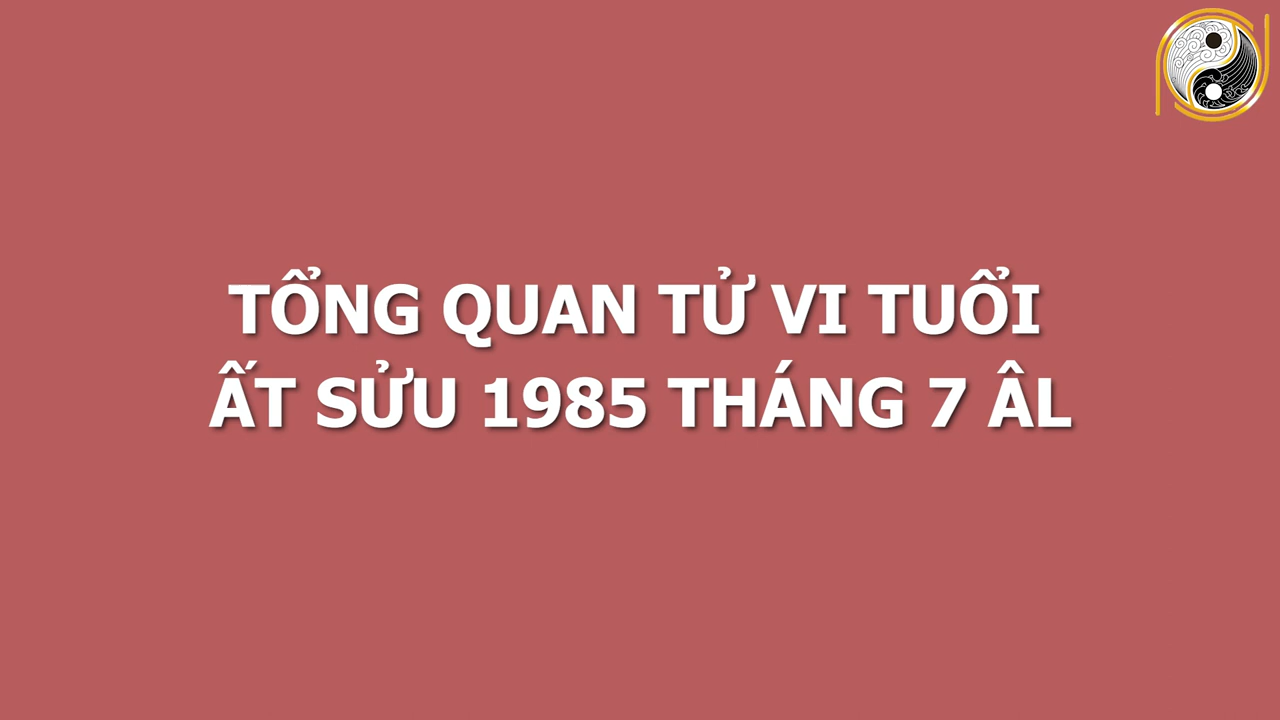 TỔNG QUAN TỬ VI TUỔI
ẤT SỬU 1985 THÁNG 7 ÂL